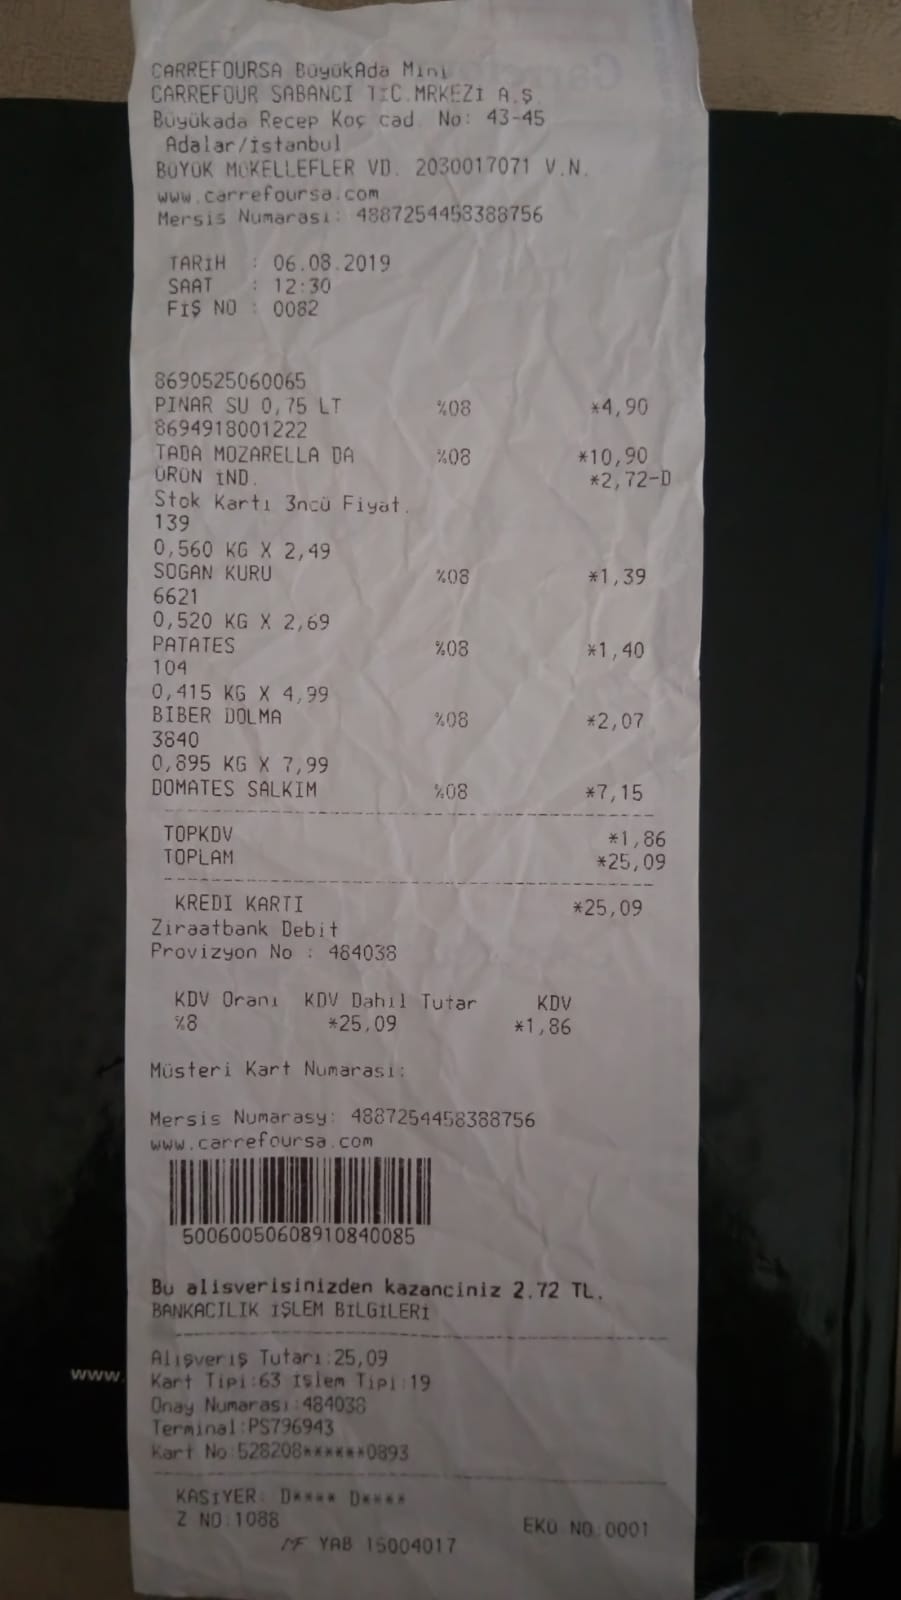 CARREFOURSA BüyükAda Mini
CARREFOUR SABANCI TİC.MRKEZİ A.Ş.
Büyükada Recep Koç cad. No: 43-45
Adalar/İstanbul
BÜYÜK MÜKELLEFLER VD. 2030017071 V.N.
www.carrefoursa.com
Mersis Numarası: 4887254458388756
TARİH : 06.08.2019
SAAT : 12:30
FİŞ NO : 0082
8690525060065
PINAR SU 0,75 LT %08 *4,90
8694918001222
TADA MOZARELLA DA %08 *10,90
ÜRÜN İND. *2,72-D
Stok Kartı 3ncü Fiyat.
139
0,560 KG X 2,49
SOGAN KURU %08 *1,39
6621
0,520 KG X 2,69
PATATES %08 *1,40
104
0,415 KG X 4,99
BIBER DOLMA %08 *2,07
3840
0,895 KG X 7,99
DOMATES SALKIM %08 *7,15
TOPKDV *1,86
TOPLAM *25,09
KREDI KARTI *25,09
Ziraatbank Debit
Provizyon No : 484038
KDV Oranı KDV Dahil Tutar KDV
%8 *25,09 *1,86
Müsteri Kart Numarası:
Mersis Numarasy: 4887254458388756
www.carrefoursa.com
50060050608910840085
Bu alisverisinizden kazanciniz 2.72 TL.
BANKACILIK İŞLEM BİLGİLERİ
Alışveriş Tutarı:25,09
Kart Tipi:63 İşlem Tipi:19
Onay Numarası:484038
Terminal:PS796943
Kart No:528208******0893
KASİYER: D**** D****
Z NO:1088 EKÜ NO:0001
MF YAB 15004017
www.